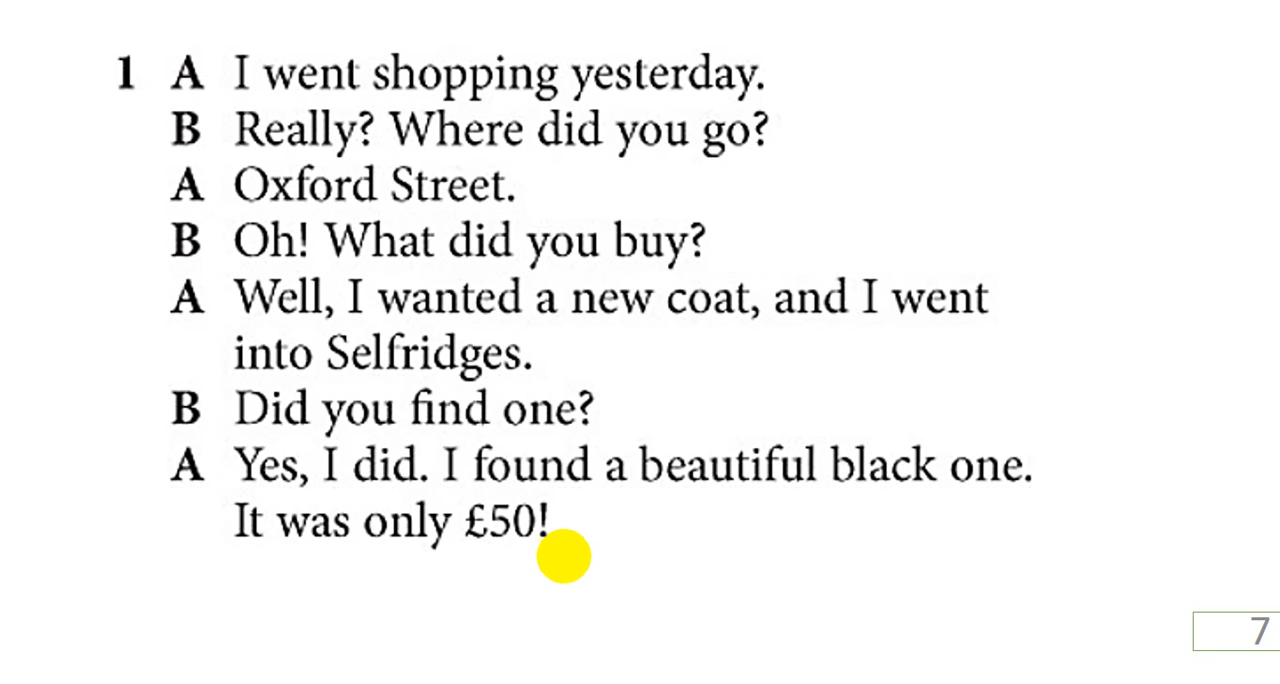 1 A I went shopping yesterday.
B Really? Where did you go?
A Oxford Street.
B Oh! What did you buy?
A Well, I wanted a new coat, and I went
into Selfridges.
B Did you find one?
A Yes, I did. I found a beautiful black one.
It was only £50!
7